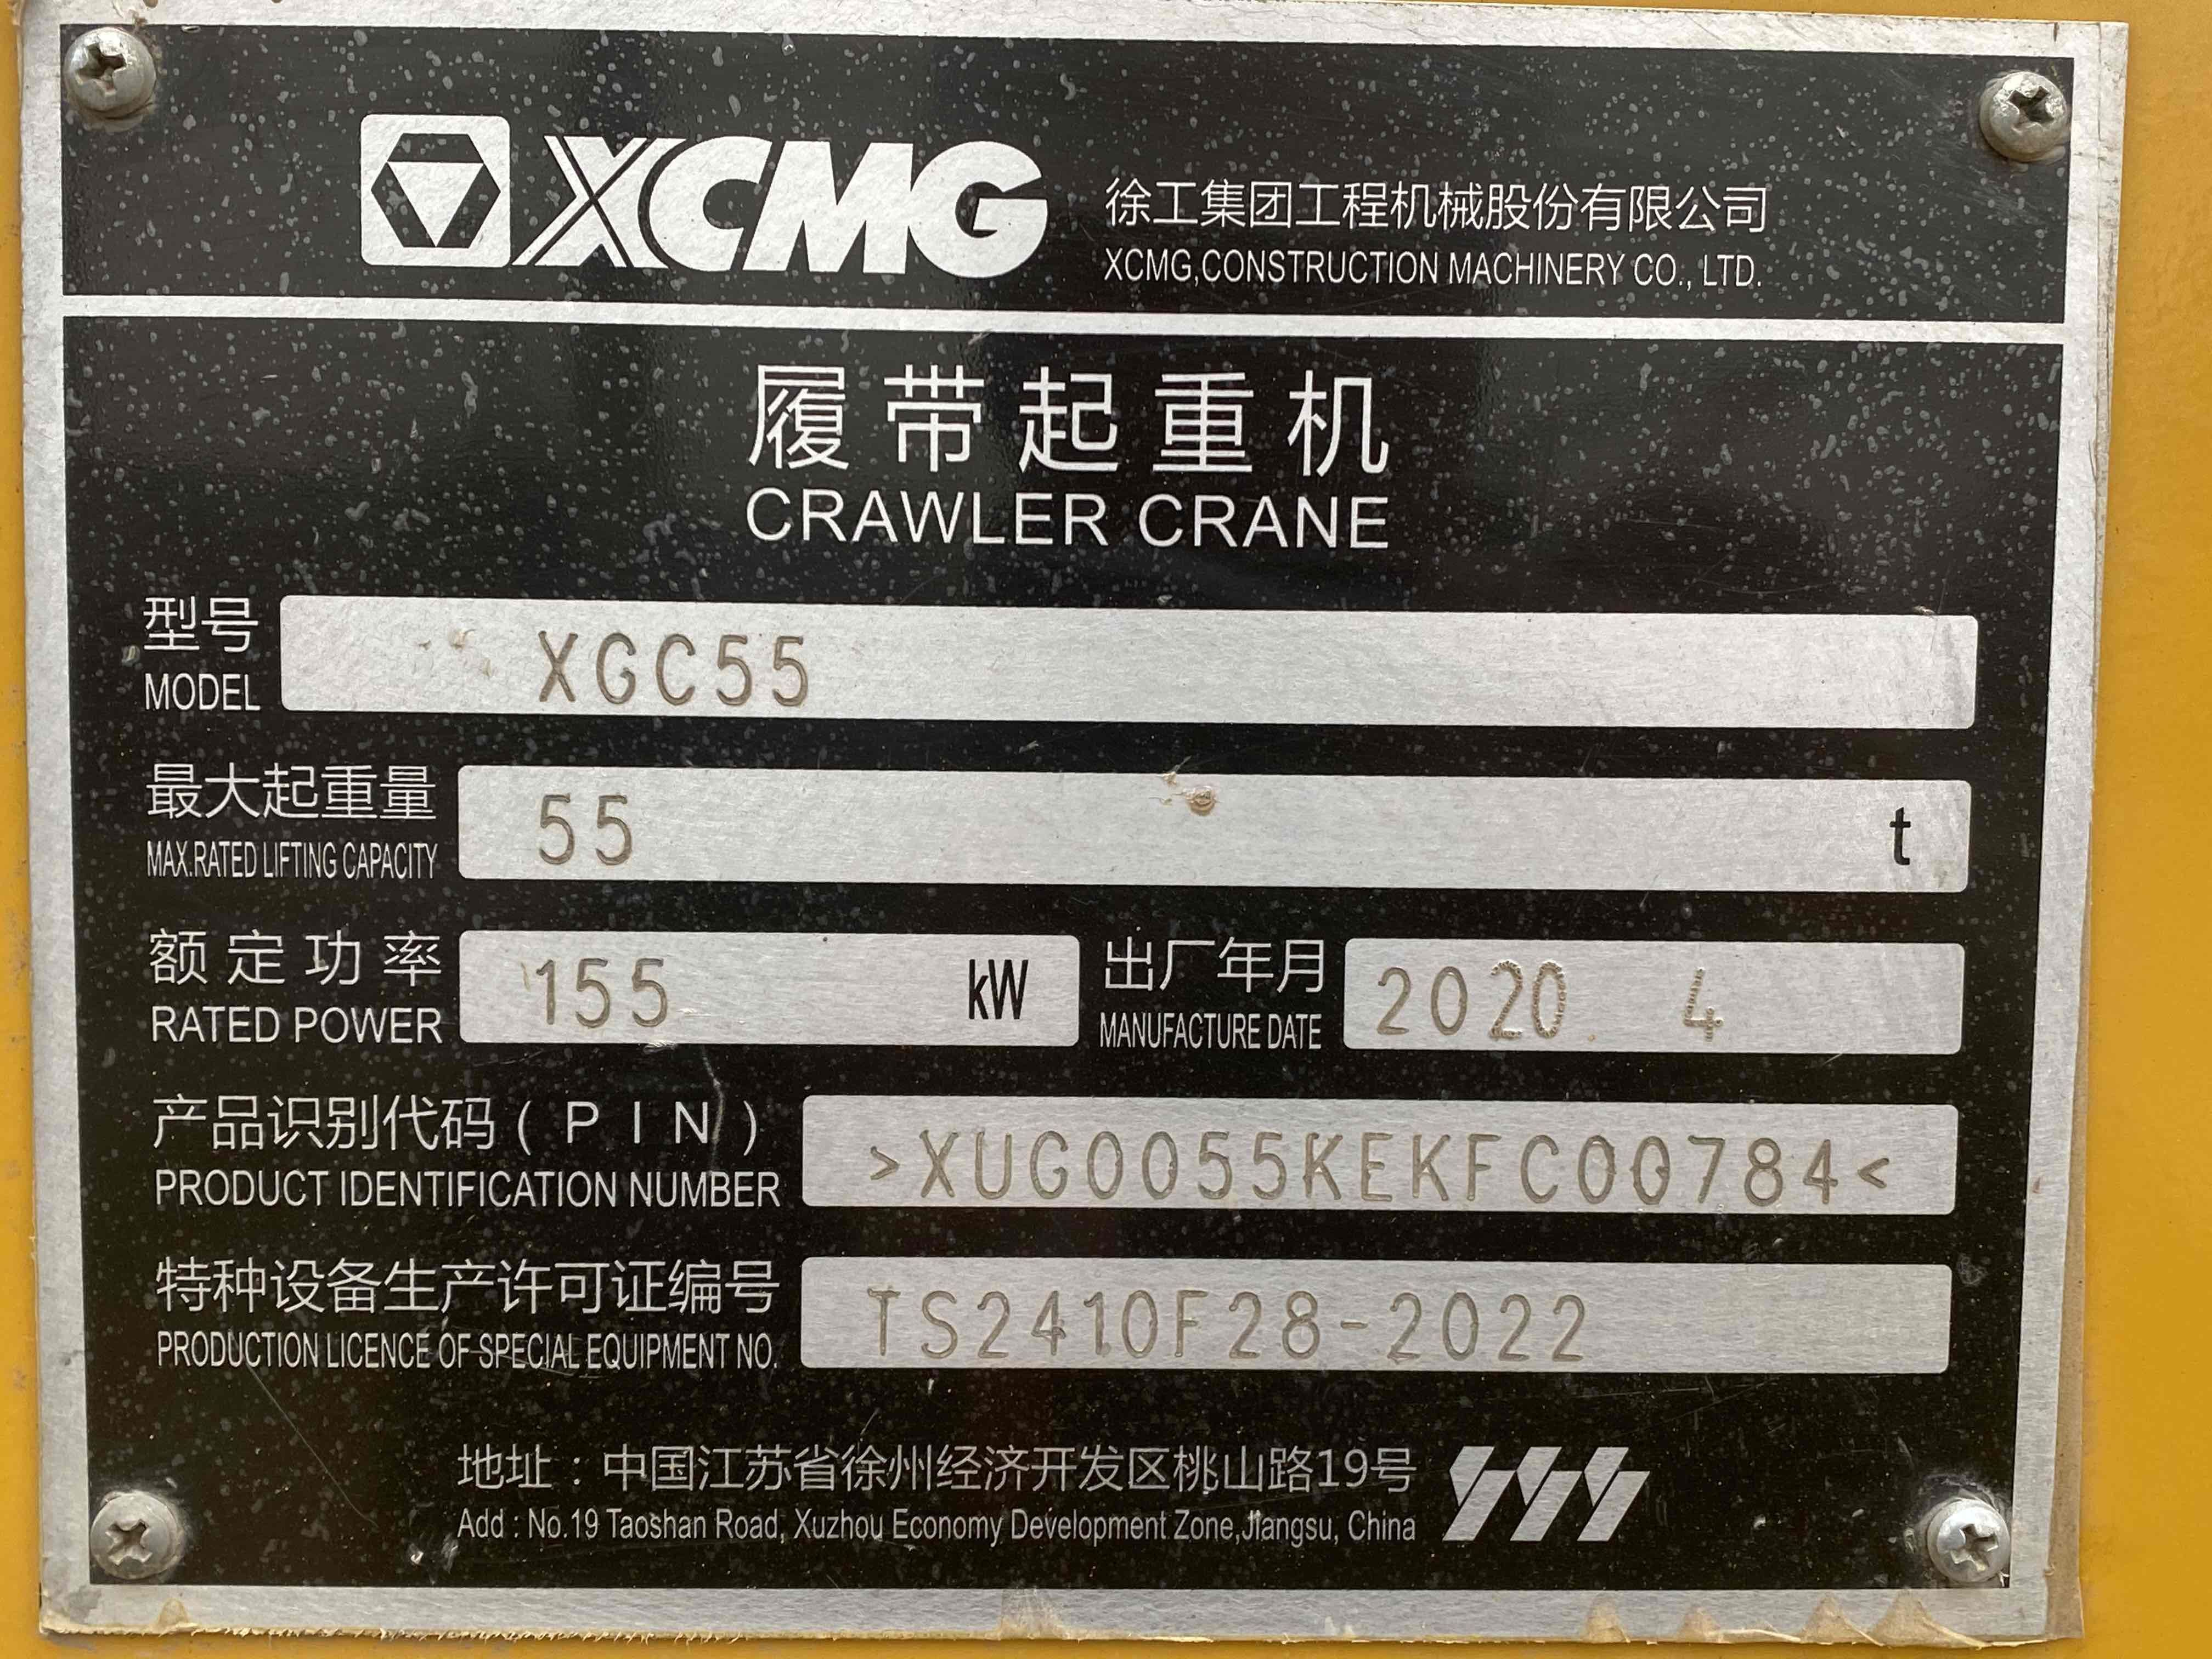 XCMG
徐工集团工程机械股份有限公司
XCMG,CONSTRUCTION MACHINERY CO., LTD.
履带起重机
CRAWLER CRANE
型号
MODEL
XGC55
最大起重量
MAX.RATED LIFTING CAPACITY
55 t
额定功率
RATED POWER
155 kW
出厂年月
MANUFACTURE DATE
2020. 4
产品识别代码(PIN)
PRODUCT IDENTIFICATION NUMBER
>XUG0055KEKFC00784<
特种设备生产许可证编号
PRODUCTION LICENCE OF SPECIAL EQUIPMENT NO.
TS2410F28-2022
地址:中国江苏省徐州经济开发区桃山路19号
Add : No.19 Taoshan Road, Xuzhou Economy Development Zone,Jiangsu, China